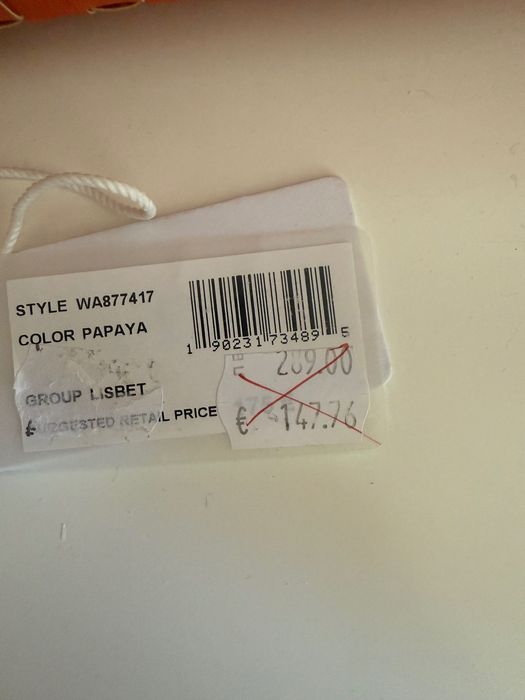 STYLE WA877417
COLOR PAPAYA
1 90231 73489 5
289.00
GROUP LISBET
SUGGESTED RETAIL PRICE
€ 147.76